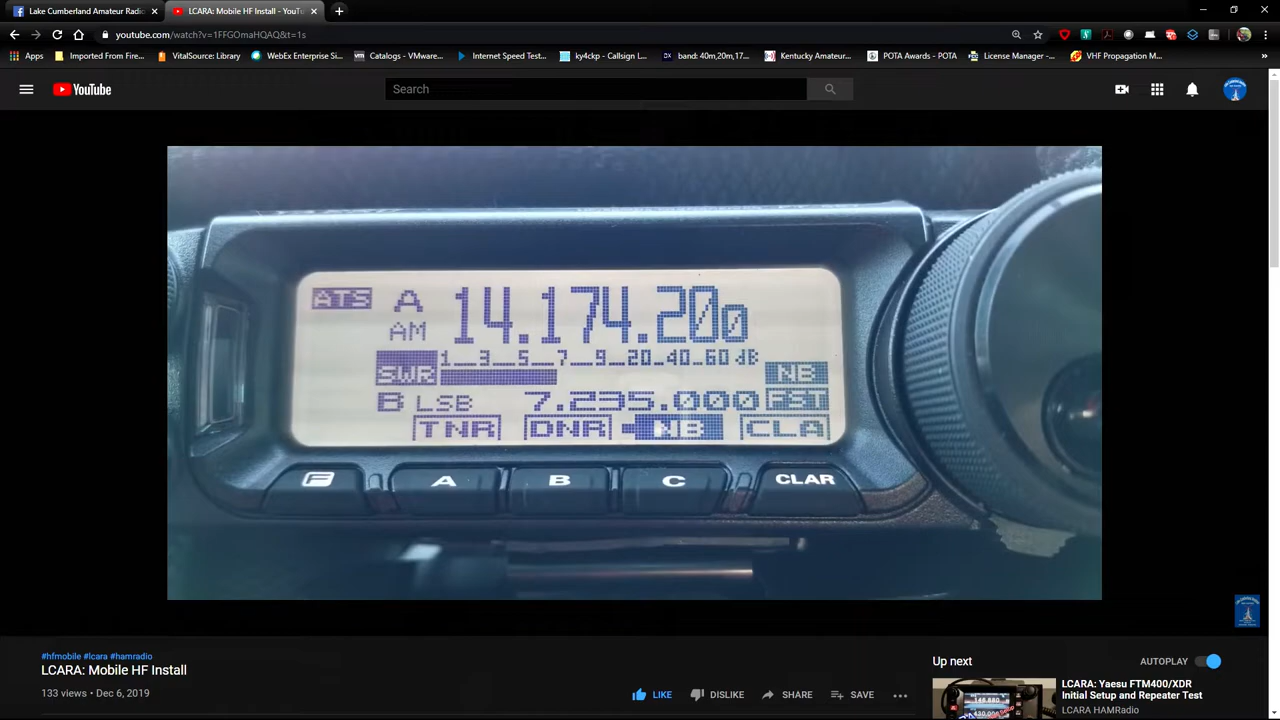 Lake Cumberland Amateur Radio
LCARA: Mobile HF Install - YouTu
youtube.com/watch?v=1FFGOmaHQAQ&t=1s
Apps
Imported From Fire...
VitalSource: Library
WebEx Enterprise Sit...
Catalogs - VMware...
Internet Speed Test...
ky4ckp - Callsign L...
band: 40m,20m,17...
Kentucky Amateur...
POTA Awards – POTA
License Manager -...
VHF Propagation M...
YouTube
Search
ATS A 14.174.200
AM
1 3 5 7 9 20 40 60 dB
SWR NB
B LSB 7.235.000 FST
TNR DNR NB CLA
F A B C CLAR
#hfmobile #lcara #hamradio
LCARA: Mobile HF Install
133 views • Dec 6, 2019
LIKE DISLIKE SHARE SAVE
Up next
AUTOPLAY
LCARA: Yaesu FTM400/XDR
Initial Setup and Repeater Test
LCARA HAMRadio